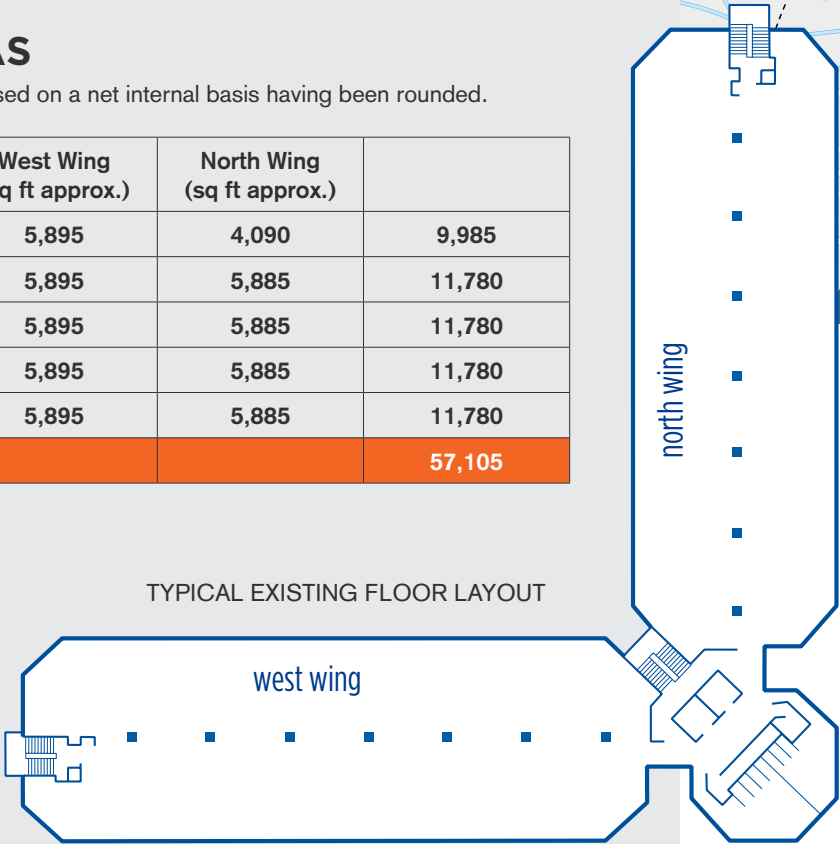 AS
sed on a net internal basis having been rounded.
West Wing North Wing
q ft approx.) (sq ft approx.)
5,895 4,090 9,985
5,895 5,885 11,780
5,895 5,885 11,780
5,895 5,885 11,780
5,895 5,885 11,780
57,105
north wing
TYPICAL EXISTING FLOOR LAYOUT
west wing